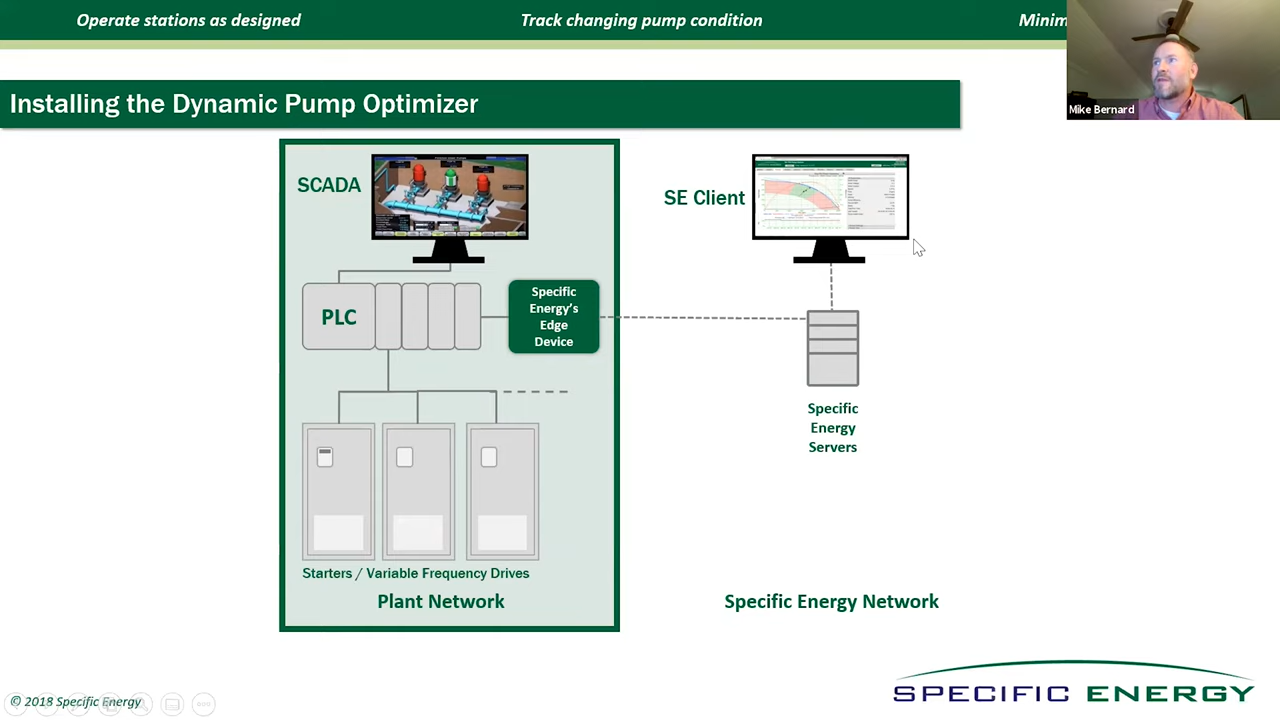 Operate stations as designed
Track changing pump condition
Minim
Mike Bernard
Installing the Dynamic Pump Optimizer
SCADA
SE Client
PLC
Specific
Energy's
Edge
Device
Specific
Energy
Servers
Starters / Variable Frequency Drives
Plant Network
Specific Energy Network
© 2018 Specific Energy
SPECIFIC ENERGY